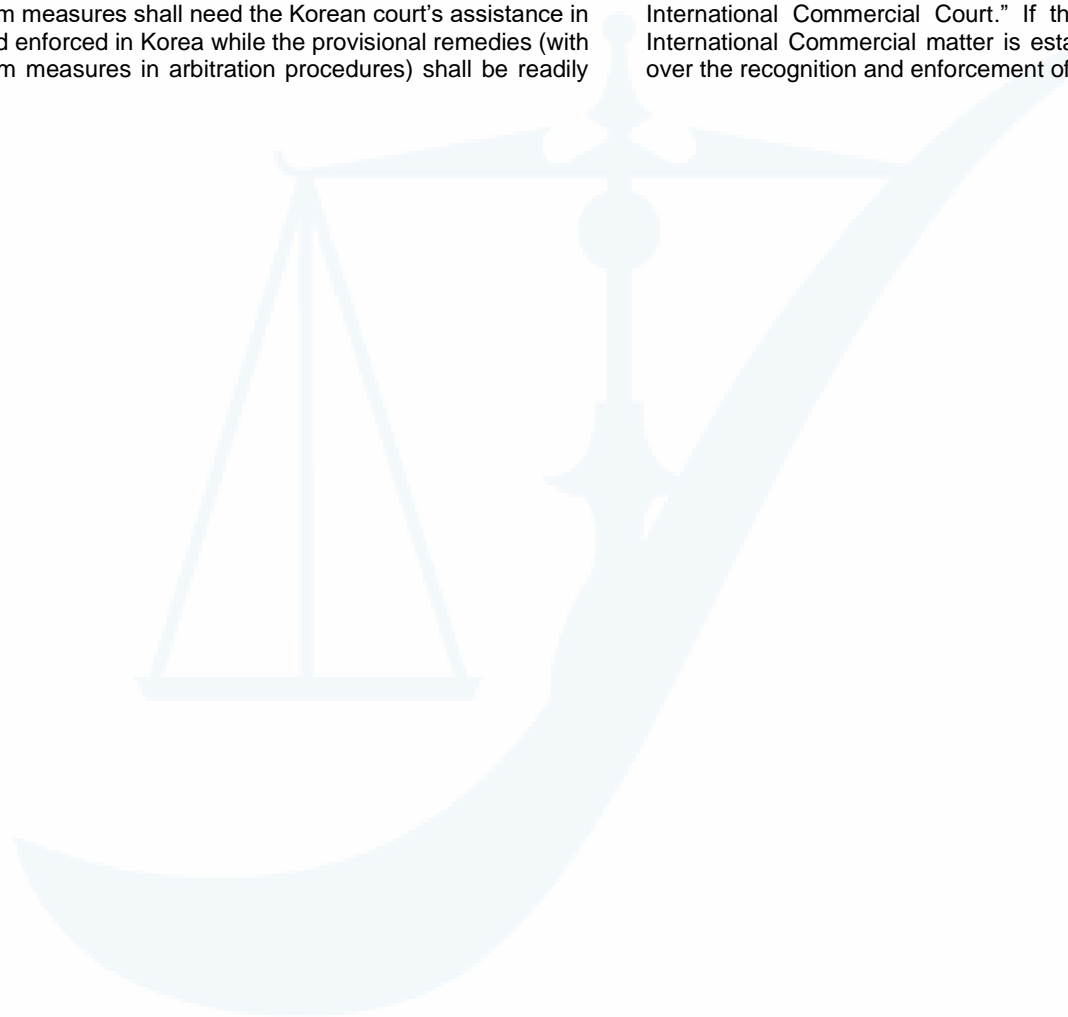 m measures shall need the Korean court's assistance in
d enforced in Korea while the provisional remedies (with
m measures in arbitration procedures) shall be readily
International Commercial Court." If th
International Commercial matter is esta
over the recognition and enforcement of